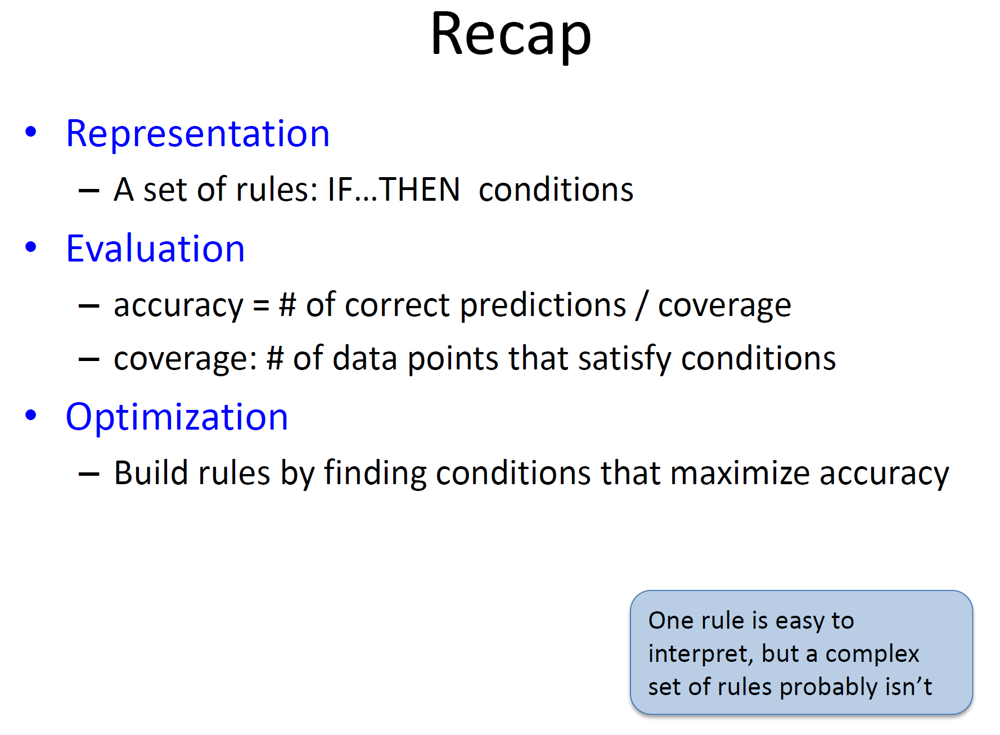 Recap
• Representation
– A set of rules: IF...THEN conditions
• Evaluation
– accuracy = # of correct predictions / coverage
– coverage: # of data points that satisfy conditions
• Optimization
– Build rules by finding conditions that maximize accuracy
One rule is easy to
interpret, but a complex
set of rules probably isn’t